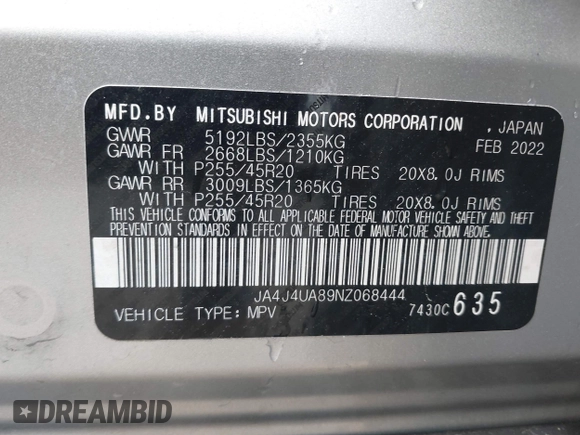 MFD.BY MITSUBISHI MOTORS CORPORATION , JAPAN
GVWR 5192LBS/2355KG FEB 2022
GAWR FR 2668LBS/1210KG
WITH P255/45R20 TIRES 20X8.0J RIMS
GAWR RR 3009LBS/1365KG
WITH P255/45R20 TIRES 20X8.0J RIMS
THIS VEHICLE CONFORMS TO ALL APPLICABLE FEDERAL MOTOR VEHICLE SAFETY AND THEFT
PREVENTION STANDARDS IN EFFECT ON THE DATE OF MANUFACTURE SHOWN ABOVE.
JA4J4UA89NZ068444
VEHICLE TYPE: MPV 7430C635
DREAMBID